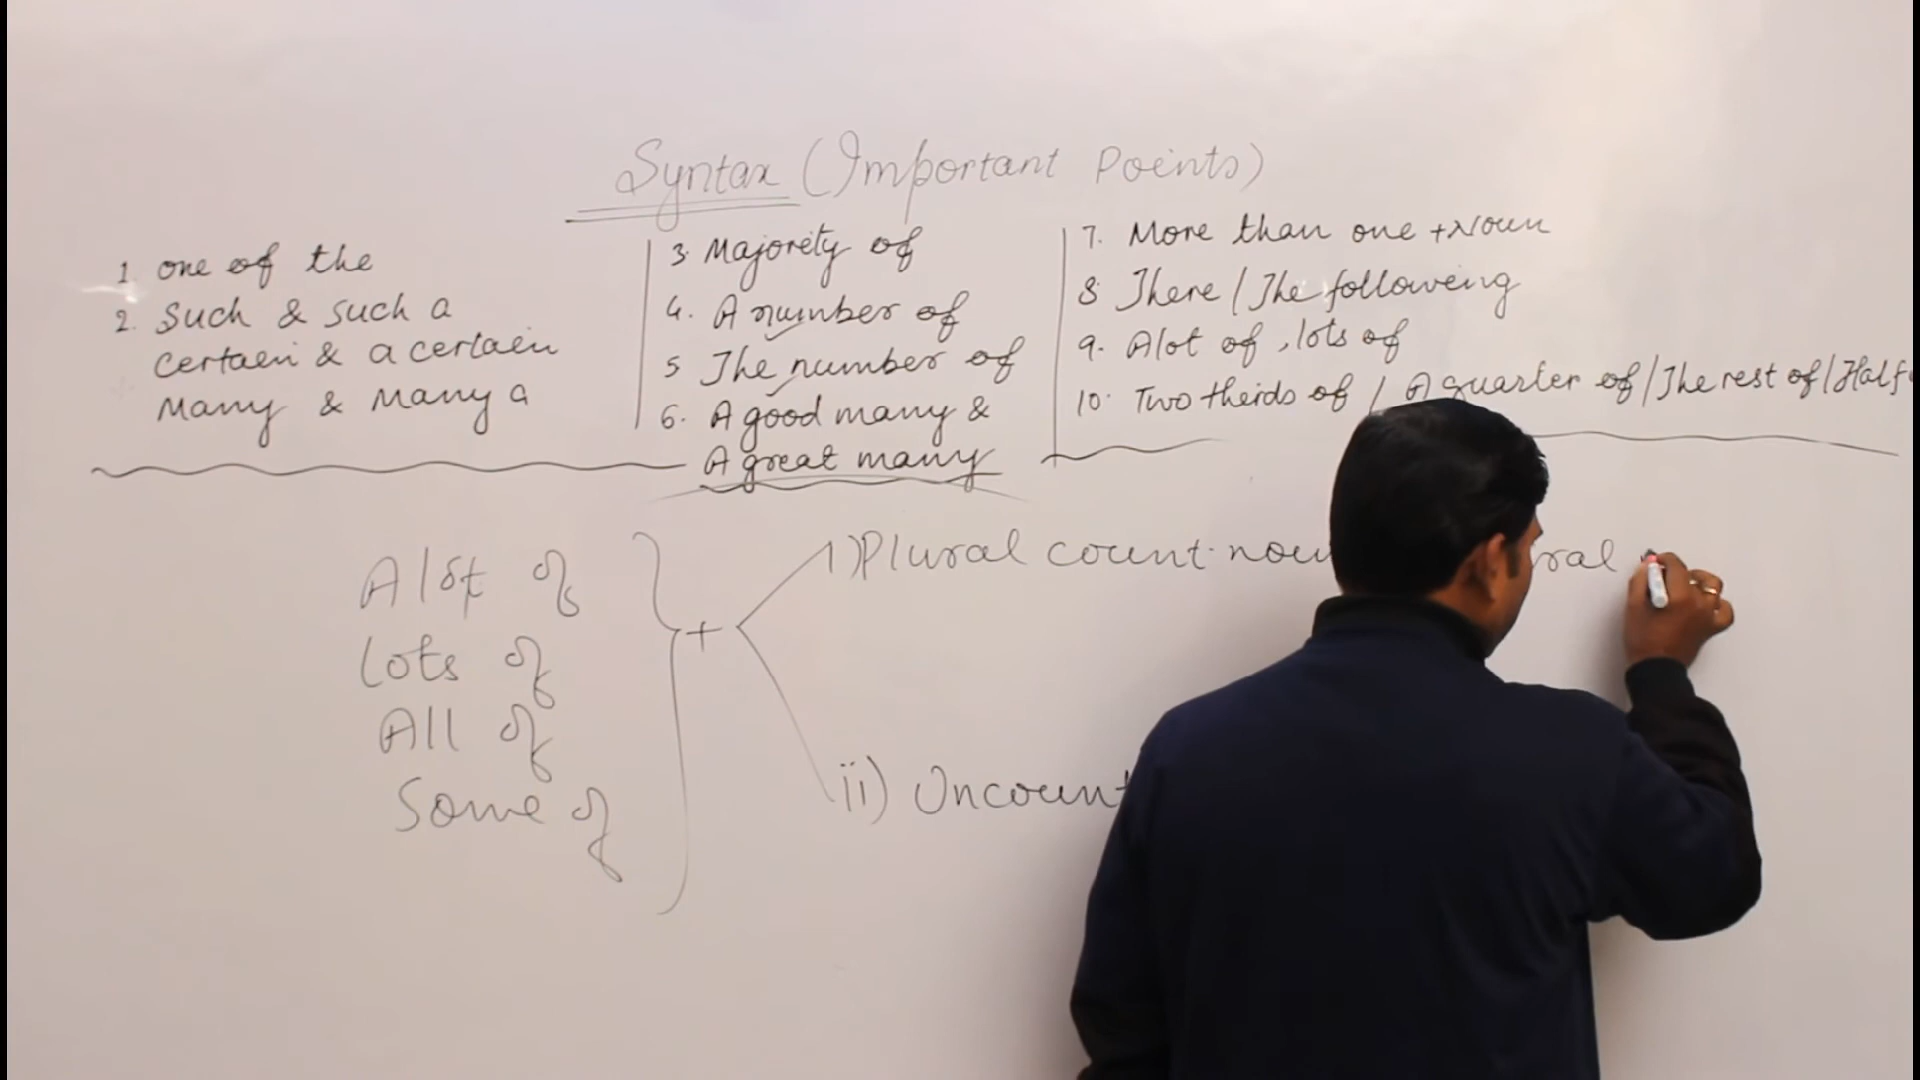 Syntax (Important Points)
1. one of the
2. Such & such a
certain & a certain
Many & Many a
3. Majority of
4. A number of
5 The number of
6. A good many &
A great many
7. More than one + Noun
8 There / The following
9. Alot of, lots of
10. Two thirds of / A quarter of / The rest of / Half
A lot of
Lots of
All of
Some of
+
i) Plural count. noun
ii) Uncount